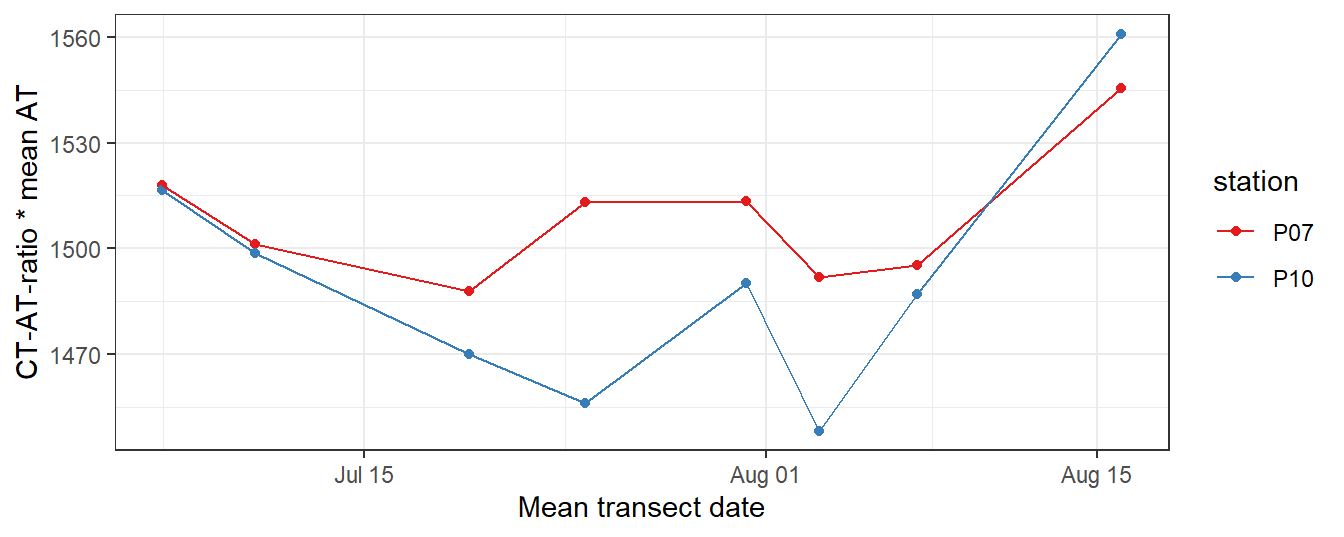 CT-AT-ratio * mean AT
1560
1530
1500
1470
Jul 15
Aug 01
Aug 15
Mean transect date
station
P07
P10